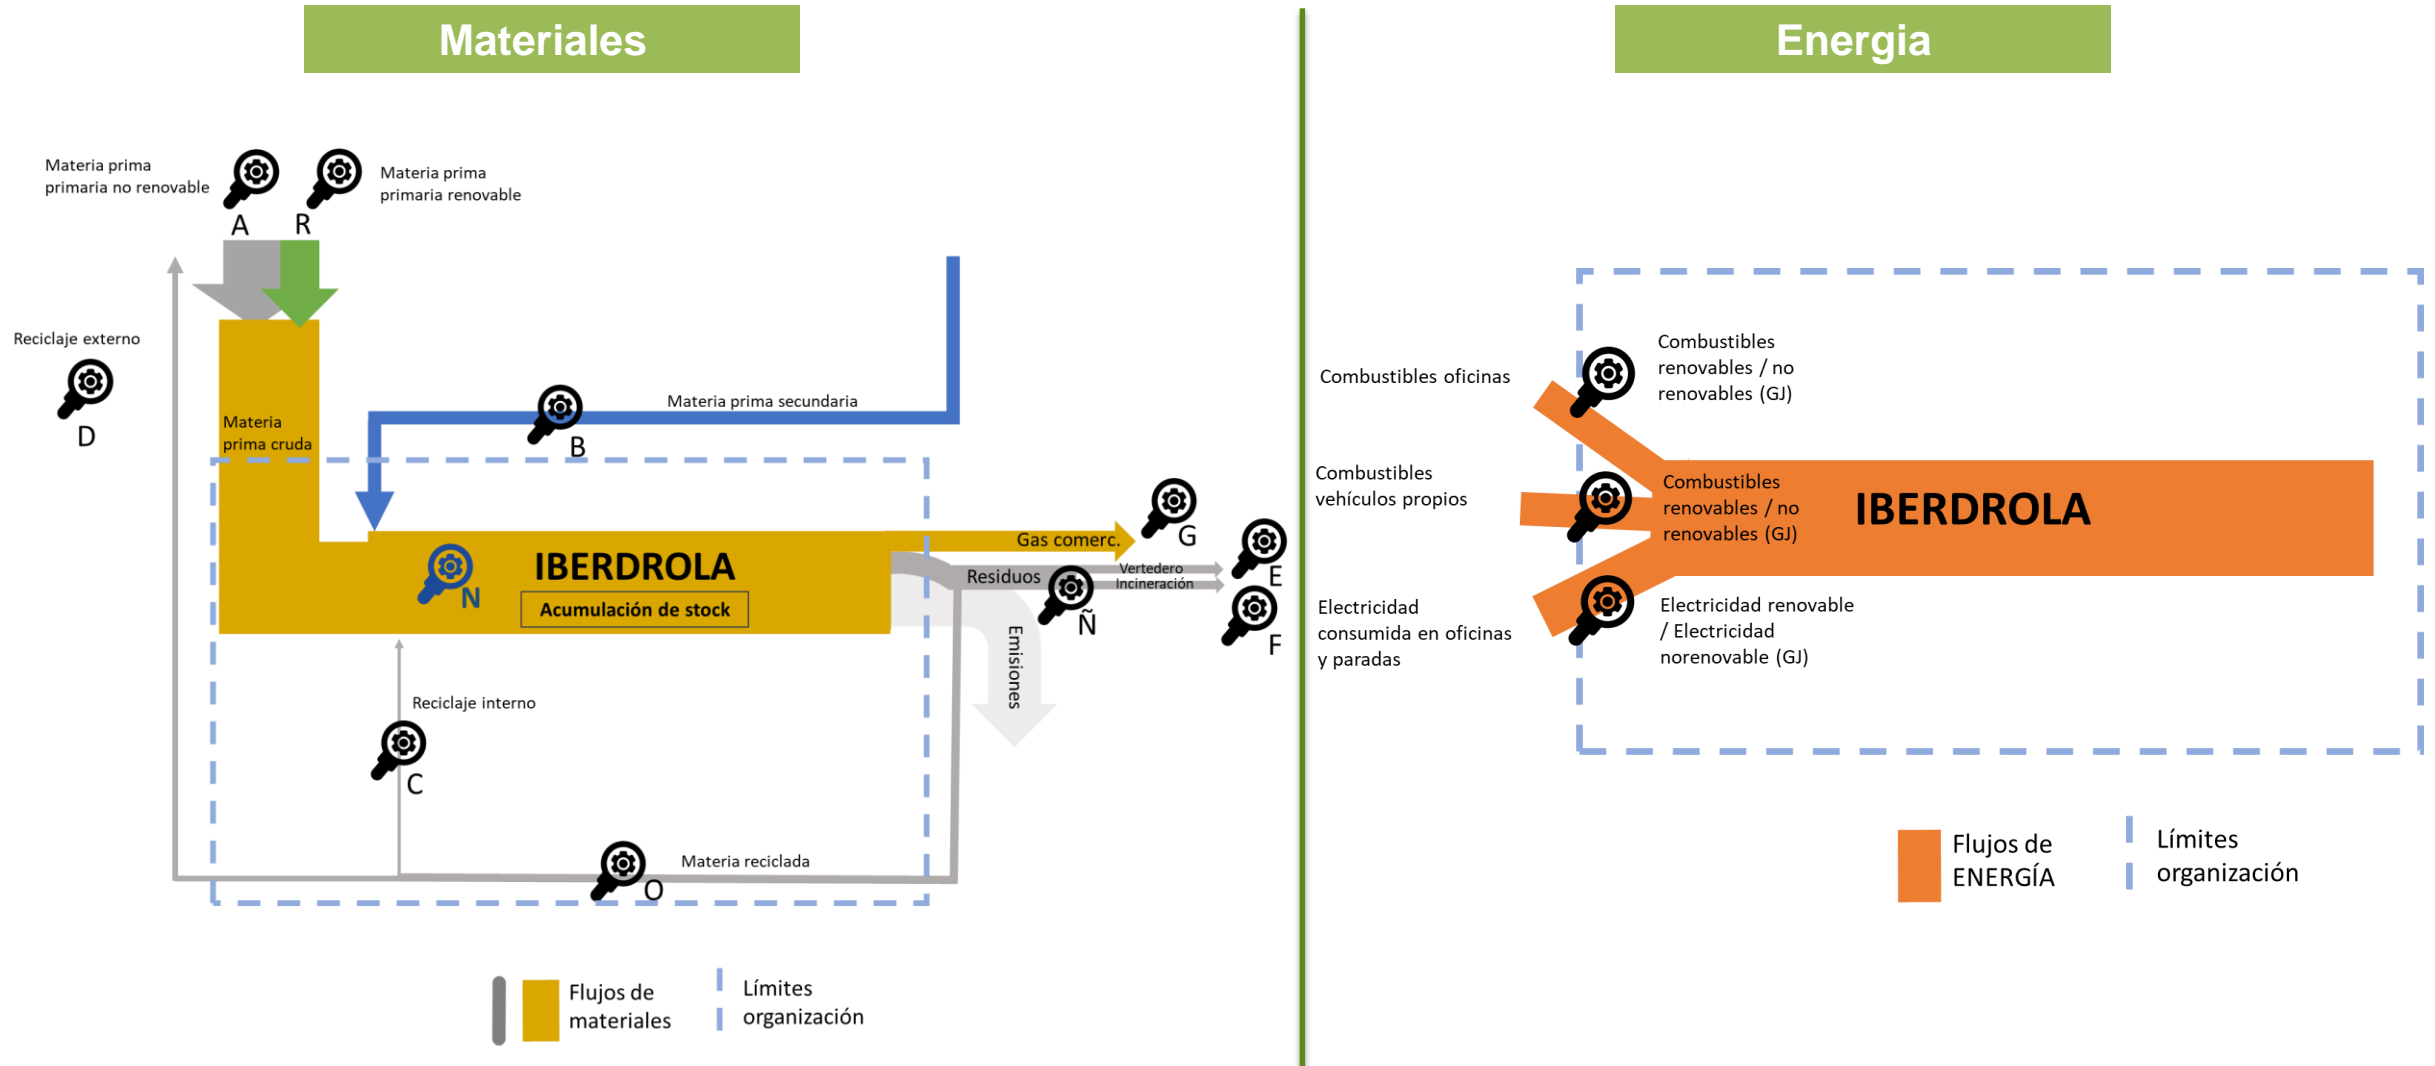 Materiales
Materia prima
primaria no renovable
A
R
Materia prima
primaria renovable
Reciclaje externo
D
Materia
prima cruda
Materia prima secundaria
B
IBERDROLA
Acumulación de stock
N
Gas comerc.
G
Residuos
Vertedero
Incineración
E
Ñ
F
Emisiones
Reciclaje interno
C
Materia reciclada
O
Flujos de
materiales
Límites
organización
Energia
Combustibles oficinas
Combustibles
renovables / no
renovables (GJ)
Combustibles
vehículos propios
Combustibles
renovables / no
renovables (GJ)
IBERDROLA
Electricidad
consumida en oficinas
y paradas
Electricidad renovable
/ Electricidad
norenovable (GJ)
Flujos de
ENERGÍA
Límites
organización